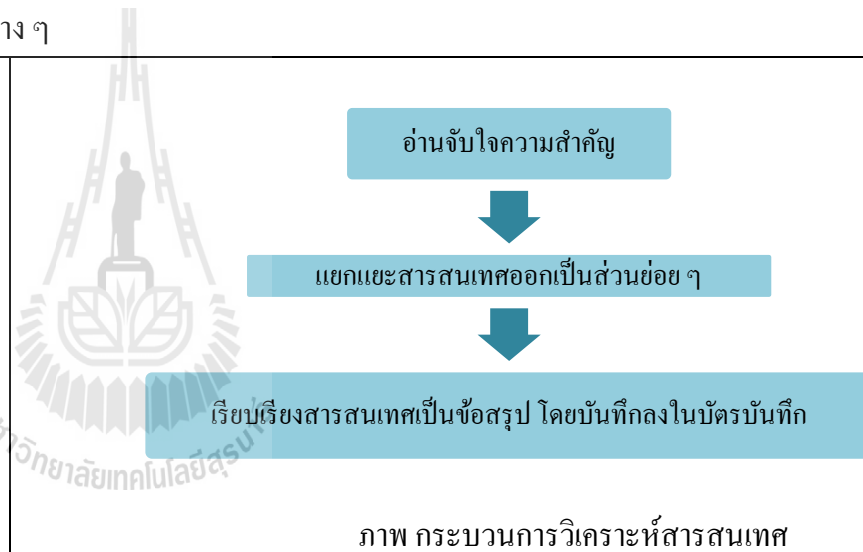 าง ๆ
อ่านจับใจความสำคัญ
แยกแยะสารสนเทศออกเป็นส่วนย่อย ๆ
เรียบเรียงสารสนเทศเป็นข้อสรุป โดยบันทึกลงในบัตรบันทึก
วิทยาลัยเทคโนโลยีสุร
ภาพ กระบวนการวิเคราะห์สารสนเทศ